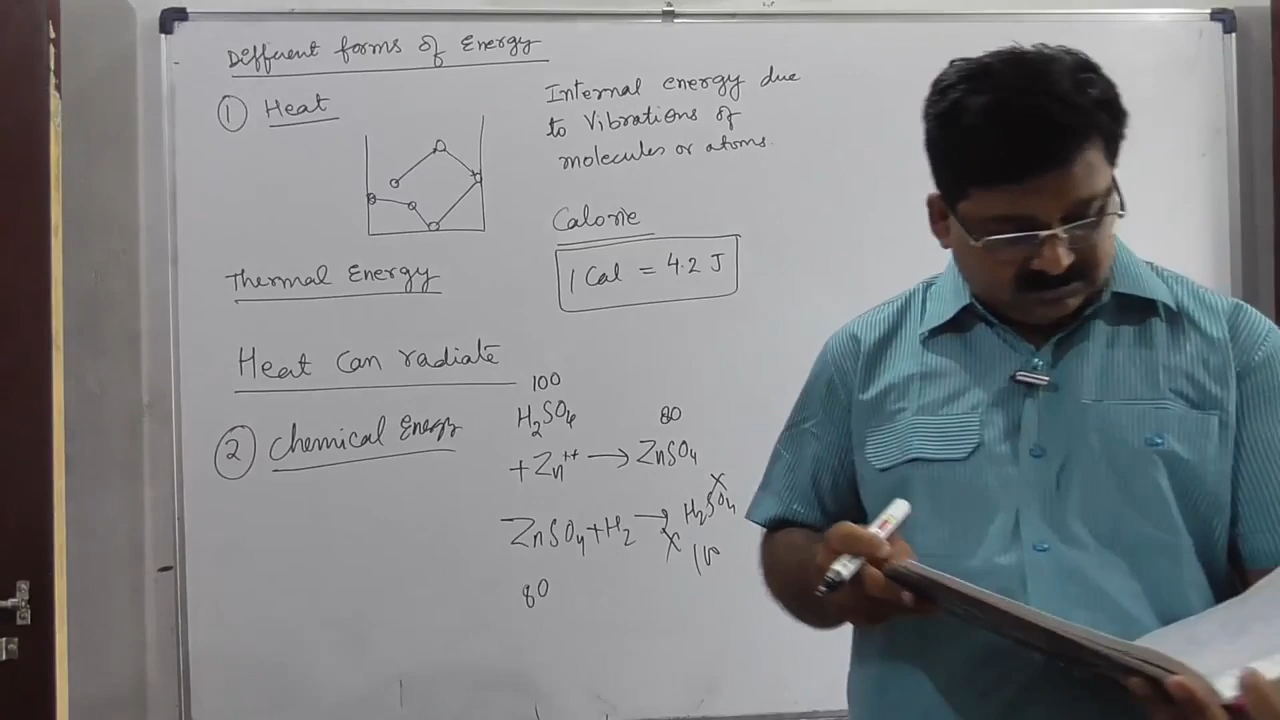 Different forms of Energy
① Heat
Internal energy due
to Vibrations of
molecules or atoms.
Calorie
1 Cal = 4.2 J
Thermal Energy
Heat Can radiate
② Chemical Energy
100
H₂SO₄
80
+ Zn⁺⁺ → ZnSO₄
X
ZnSO₄ + H₂ → H₂SO₄
X
100
80